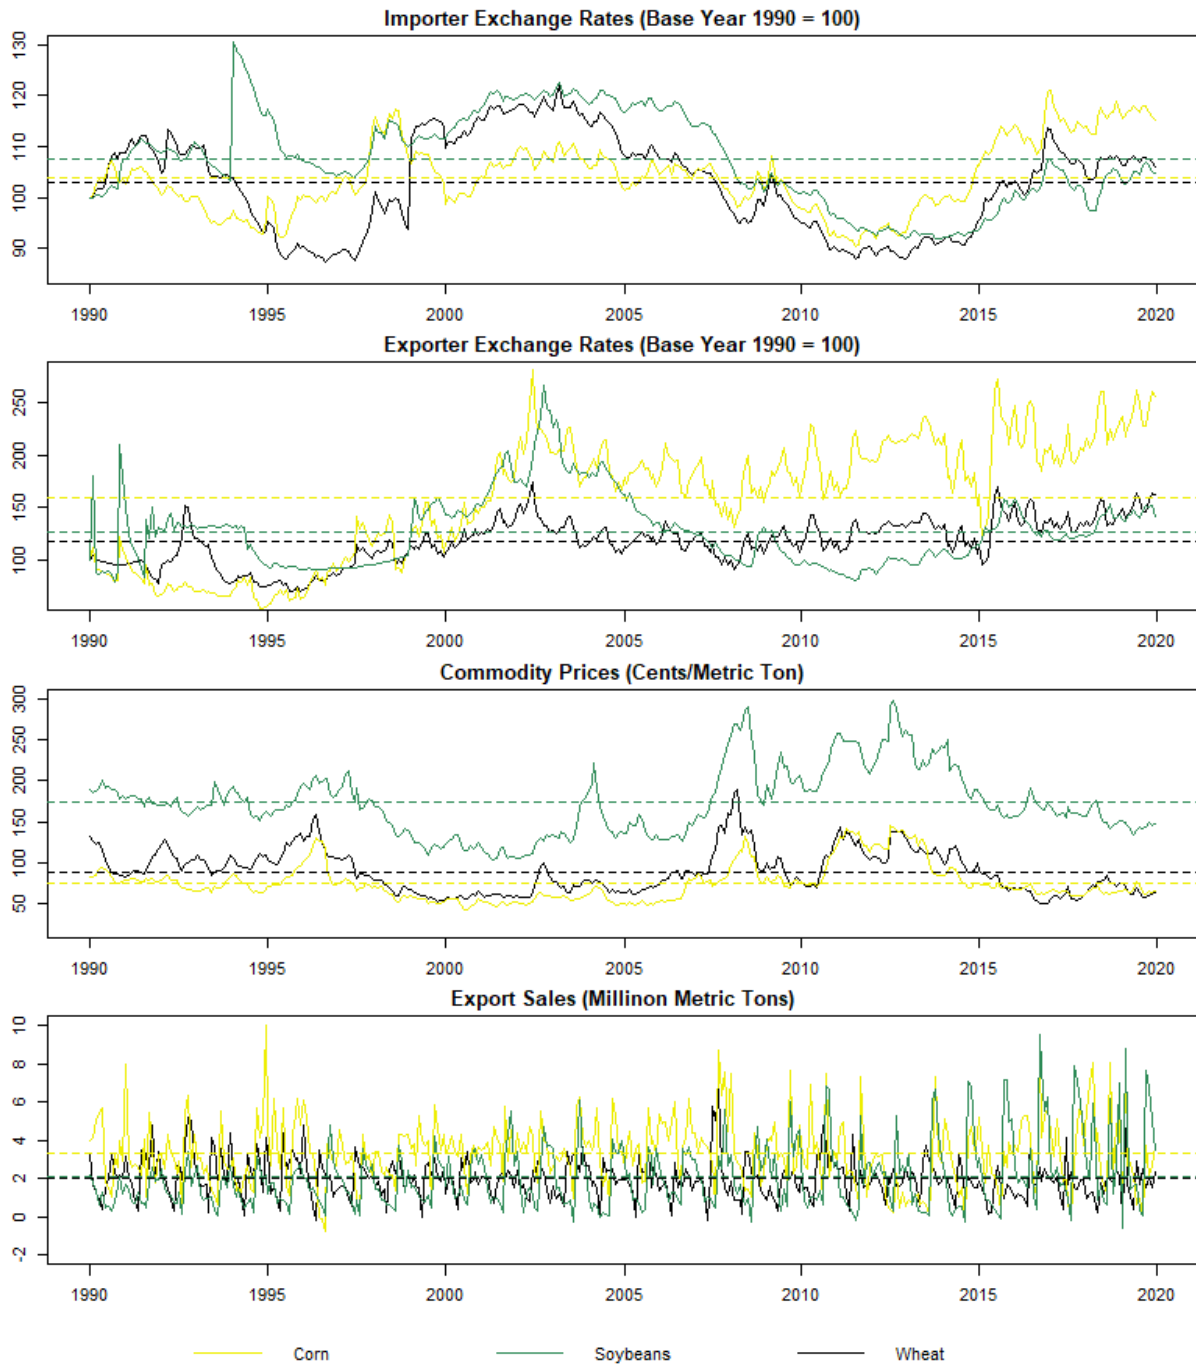 Importer Exchange Rates (Base Year 1990 = 100)
130
120
110
100
90
1990 1995 2000 2005 2010 2015 2020
Exporter Exchange Rates (Base Year 1990 = 100)
250
200
150
100
1990 1995 2000 2005 2010 2015 2020
Commodity Prices (Cents/Metric Ton)
300
250
200
150
100
50
1990 1995 2000 2005 2010 2015 2020
Export Sales (Millinon Metric Tons)
10
8
6
4
2
0
-2
1990 1995 2000 2005 2010 2015 2020
Corn Soybeans Wheat